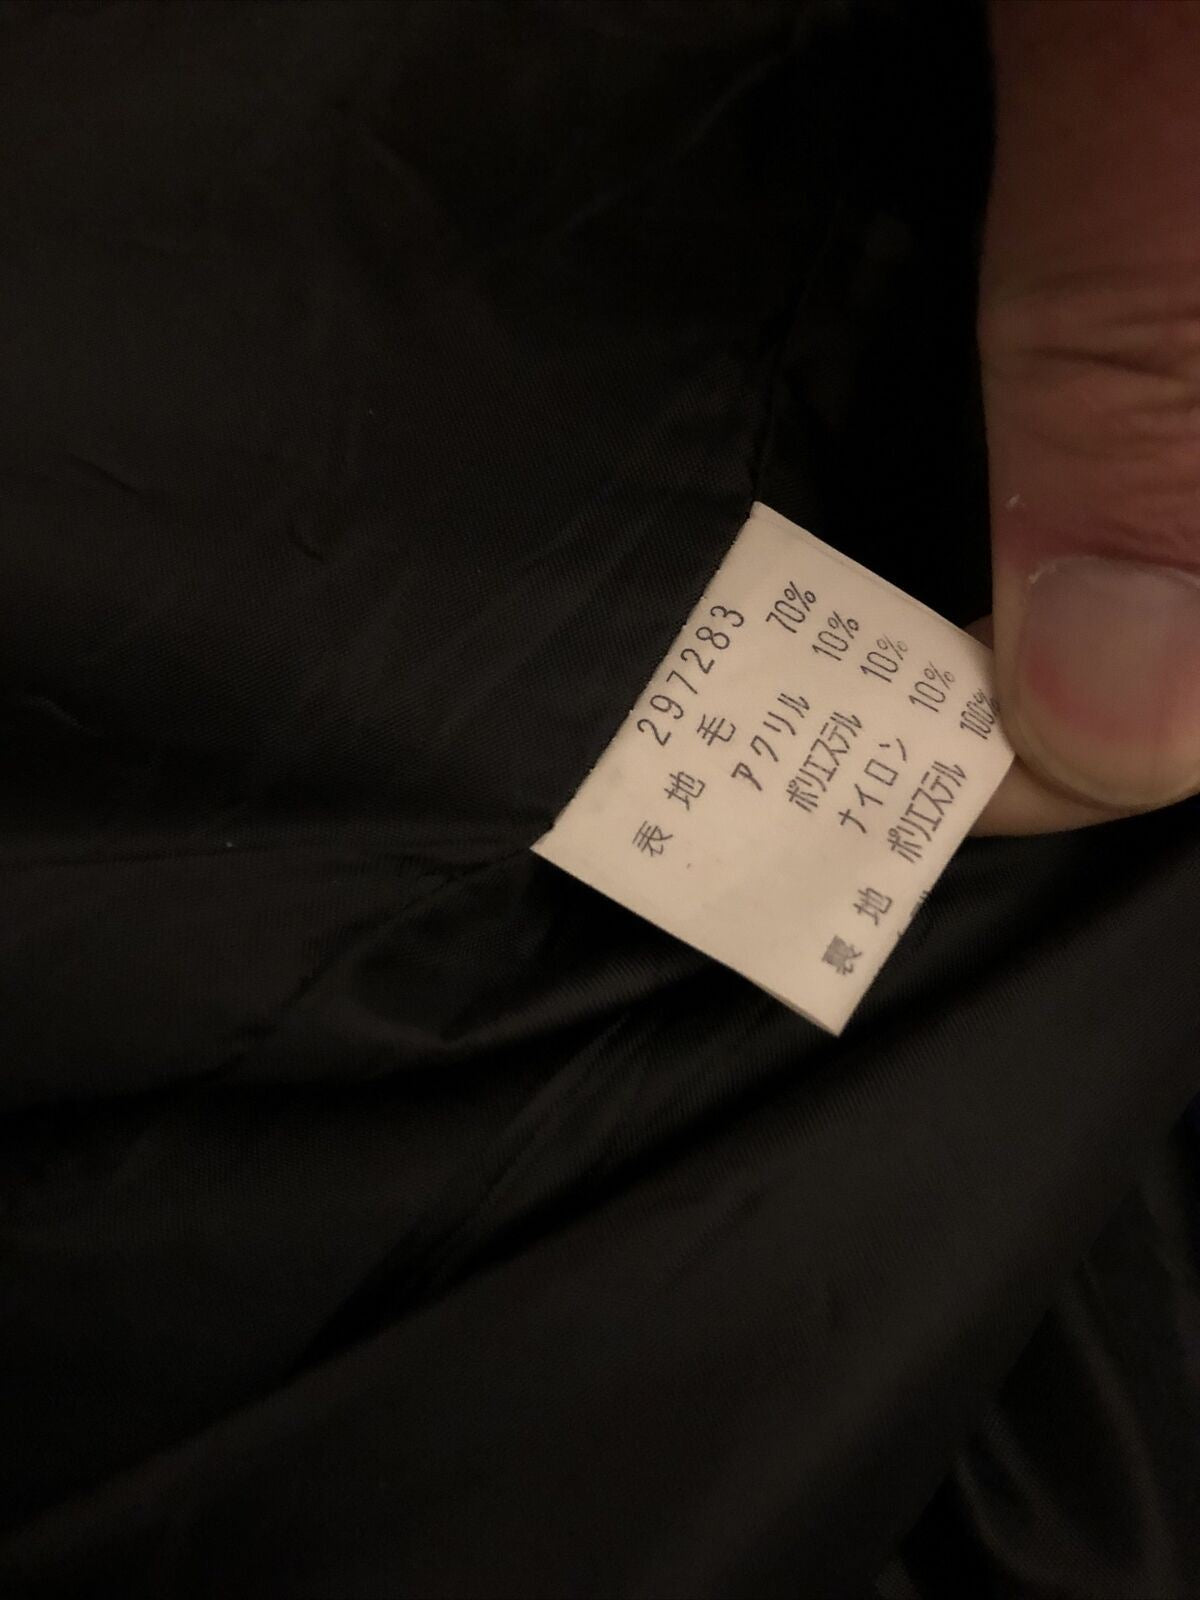 297283
表地 毛 70%
アクリル 10%
ポリエステル 10%
ナイロン 10%
裏地 ポリエステル 100%